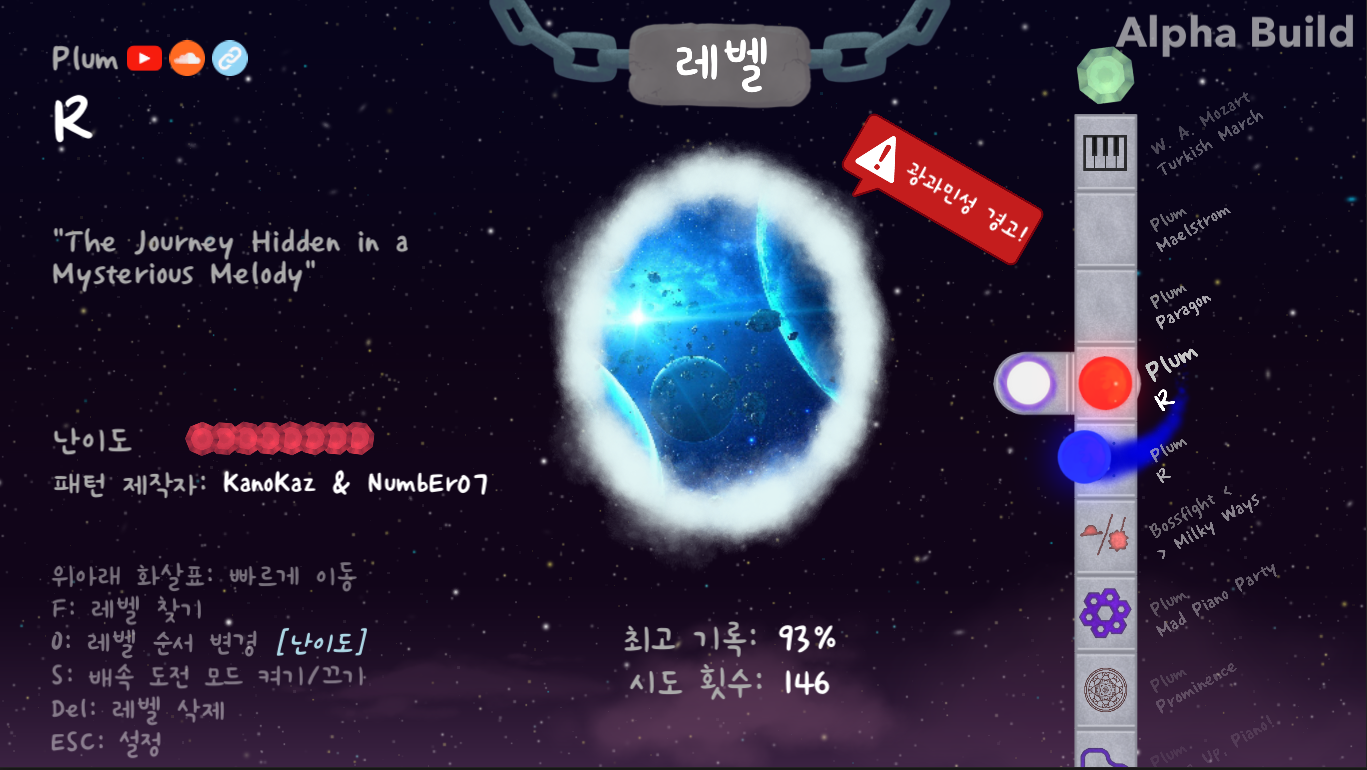 Plum
R
"The Journey Hidden in a
Mysterious Melody"
난이도
패턴 제작자: KanoKaz & NumbEr07
위아래 화살표: 빠르게 이동
F: 레벨 찾기
O: 레벨 순서 변경 [난이도]
S: 배속 도전 모드 켜기/끄기
Del: 레벨 삭제
ESC: 설정
레벨
광과민성 경고!
최고 기록: 93%
시도 횟수: 146
Alpha Build
W. A. Mozart
Turkish March
Plum
Maelstrom
Plum
Paragon
Plum
R
Plum
R
Bossfight <
> Milky Ways
Plum,
Mad Piano Party
Plum
Prominence
Plum,
UP, Piano!